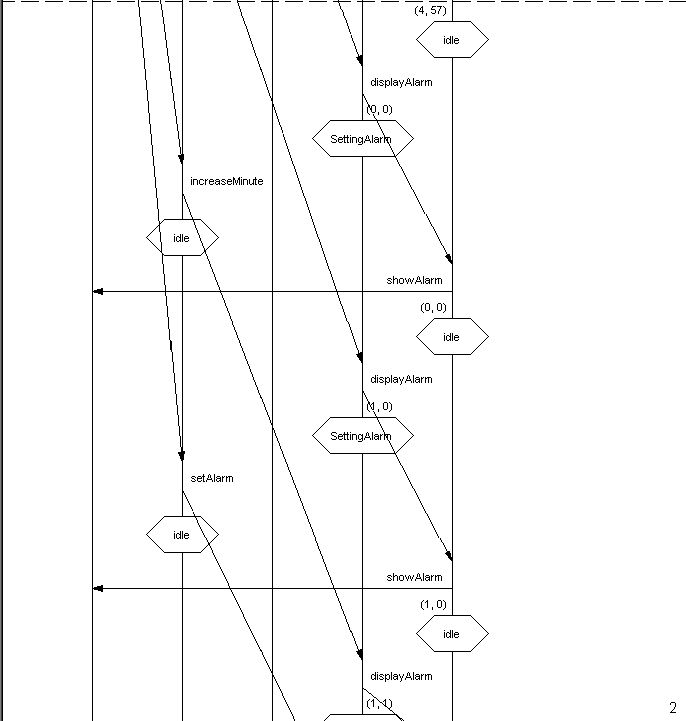 (4, 57)
idle
displayAlarm
(0, 0)
SettingAlarm
increaseMinute
idle
showAlarm
(0, 0)
idle
displayAlarm
(1, 0)
SettingAlarm
setAlarm
idle
showAlarm
(1, 0)
idle
displayAlarm
(1, 1)
2